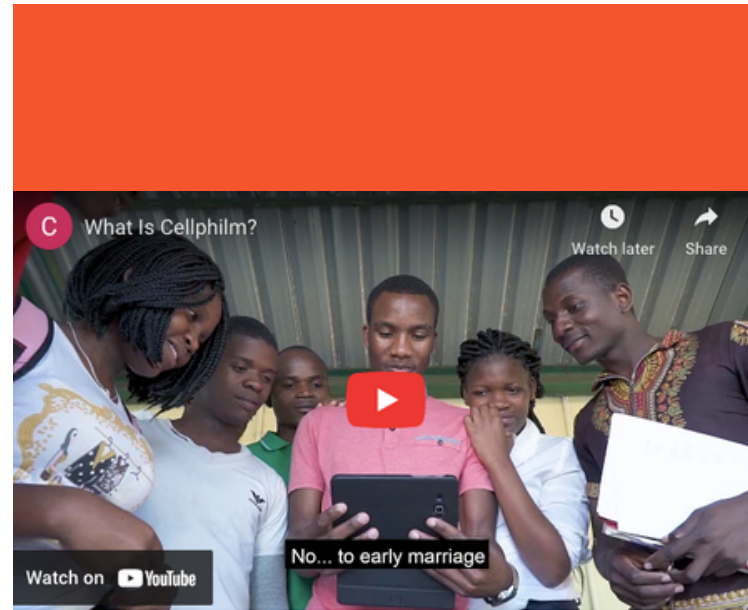 C
What Is Cellphilm?
Watch later
Share
No... to early marriage
Watch on YouTube